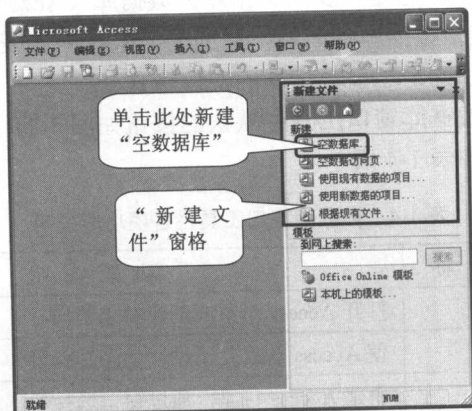 Microsoft Access
文件(F) 编辑(E) 视图(V) 插入(I) 工具(T) 窗口(W) 帮助(H)
新建文件
新建
空数据库...
空数据访问页...
使用现有数据的项目...
使用新数据的项目...
根据现有文件...
模板
到网上搜索:
搜索
Office Online 模板
本机上的模板...
单击此处新建
“空数据库”
“新建文
件”窗格
就绪
NUM